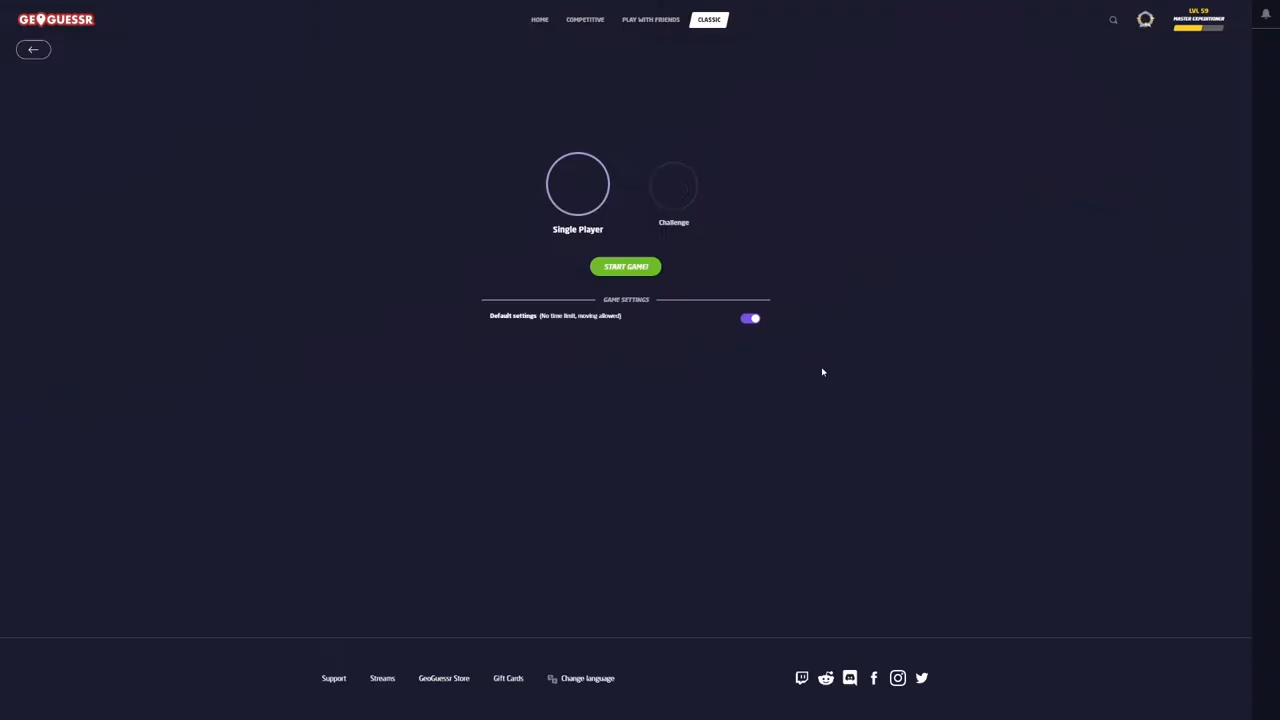 GEOGUESSR
HOME COMPETITIVE PLAY WITH FRIENDS CLASSIC
LVL 59
MASTER EXPEDITIONER
Single Player
Challenge
START GAME!
GAME SETTINGS
Default settings (No time limit, moving allowed)
Support Streams GeoGuessr Store Gift Cards Change language